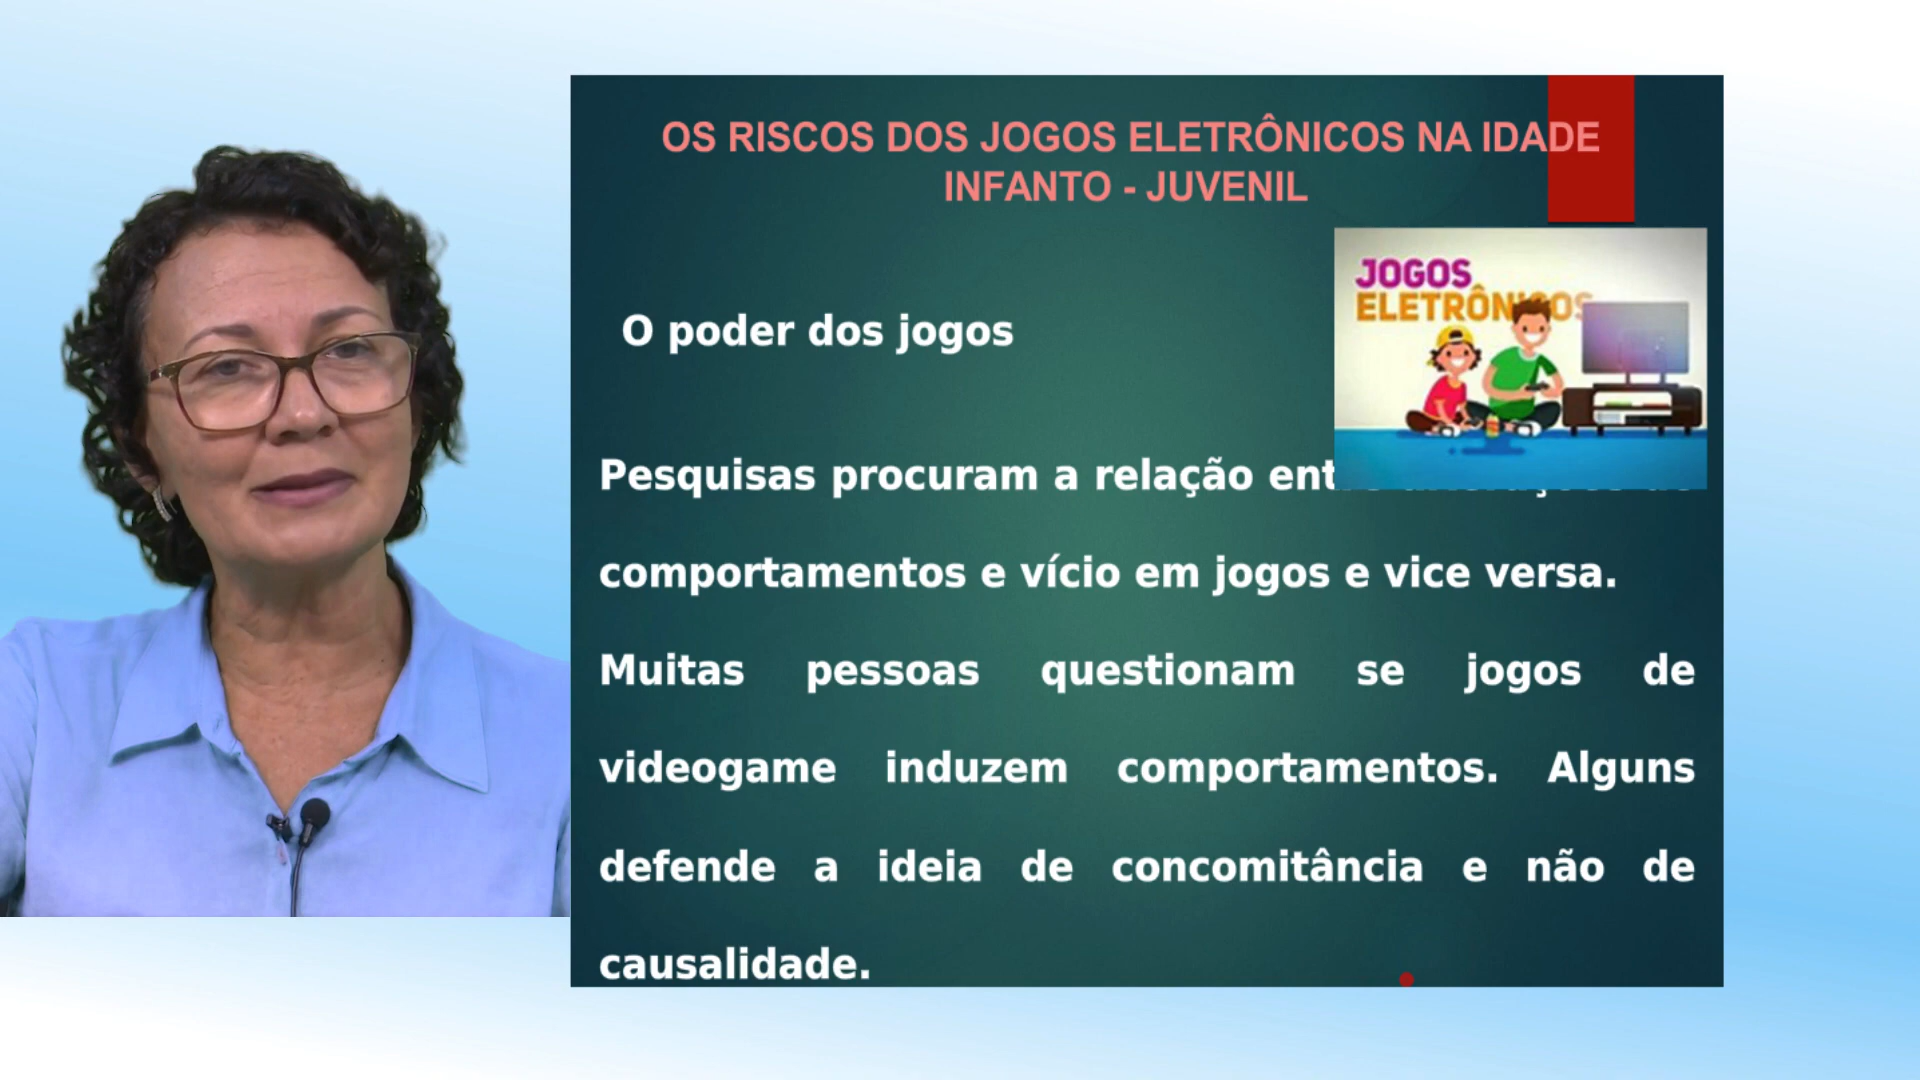 OS RISCOS DOS JOGOS ELETRÔNICOS NA IDADE
INFANTO - JUVENIL
JOGOS
ELETRÔNICOS
O poder dos jogos
Pesquisas procuram a relação
comportamentos e vício em jogos e vice versa.
Muitas pessoas questionam se jogos de
videogame induzem comportamentos. Alguns
defende a ideia de concomitância e não de
causalidade.